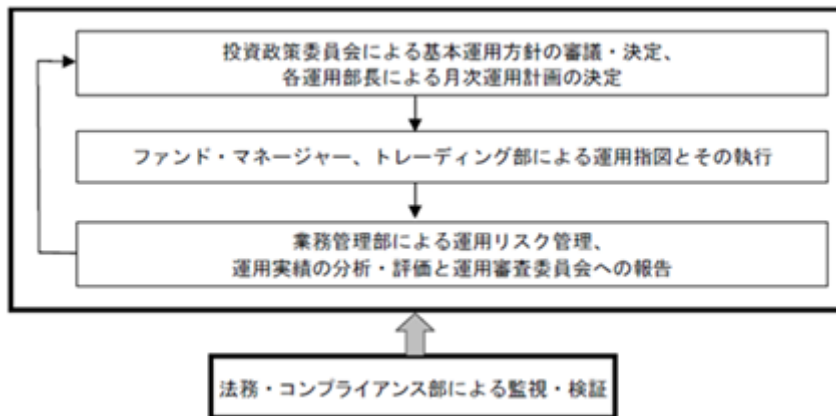 投資政策委員会による基本運用方針の審議・決定、
各運用部長による月次運用計画の決定
ファンド・マネージャー、トレーディング部による運用指図とその執行
業務管理部による運用リスク管理、
運用実績の分析・評価と運用審査委員会への報告
法務・コンプライアンス部による監視・検証